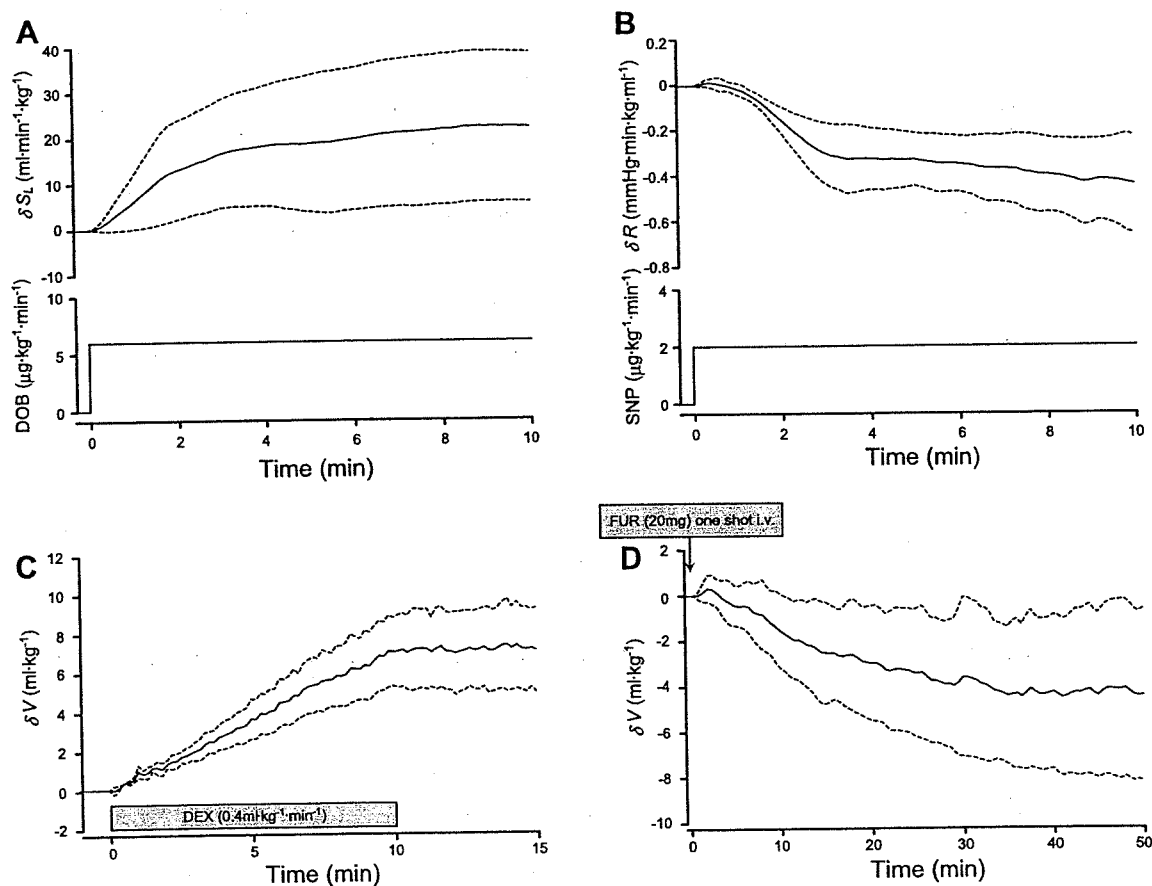 A
δSL (ml·min-1·kg-1)
40
30
20
10
0
-10
DOB (μg·kg-1·min-1)
10
5
0
0 2 4 6 8 10
Time (min)
B
δR (mmHg·min·kg·ml-1)
0.2
0
-0.2
-0.4
-0.6
-0.8
SNP (μg·kg-1·min-1)
4
2
0
0 2 4 6 8 10
Time (min)
C
δV (ml·kg-1)
12
10
8
6
4
2
0
-2
DEX (0.4ml·kg-1·min-1)
0 5 10 15
Time (min)
FUR (20mg) one shot i.v.
D
δV (ml·kg-1)
2
0
-2
-4
-6
-8
-10
0 10 20 30 40 50
Time (min)